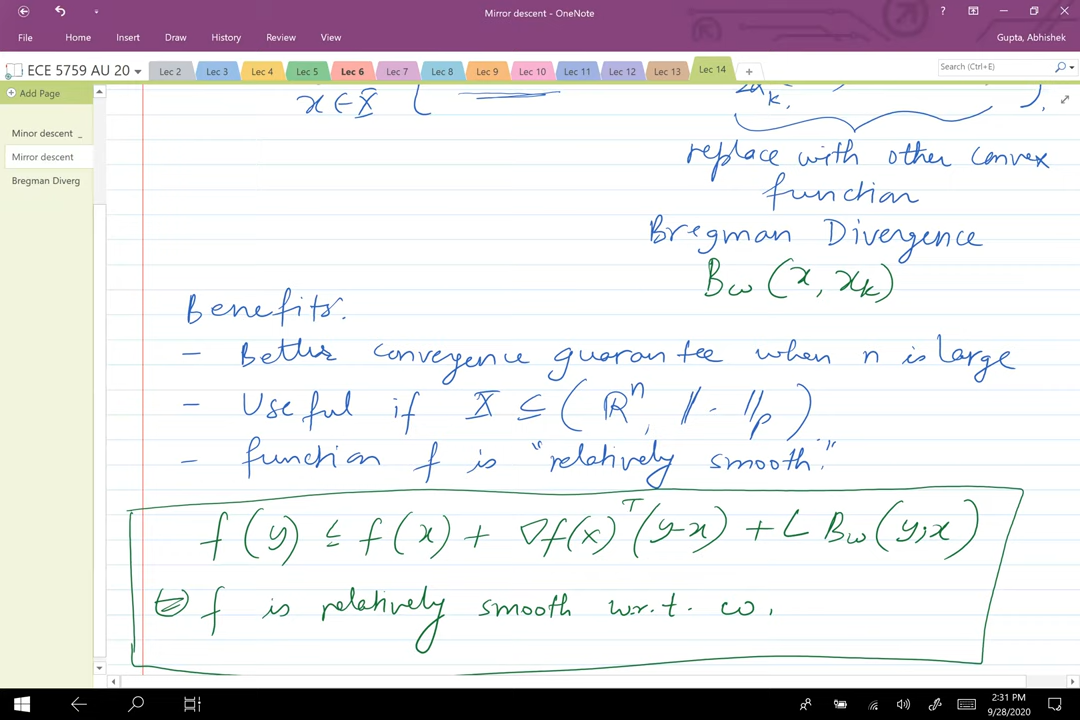 Mirror descent - OneNote
File Home Insert Draw History Review View Gupta, Abhishek
ECE 5759 AU 20 Lec 2 Lec 3 Lec 4 Lec 5 Lec 6 Lec 7 Lec 8 Lec 9 Lec 10 Lec 11 Lec 12 Lec 13 Lec 14 Search (Ctrl+E)
Add Page
Minor descent
Mirror descent
Bregman Diverg
x ∈ X
replace with other convex
function
Bregman Divergence
Bω (x, xk)
Benefits.
- Better convergence guarantee when n is large
- Useful if X ⊆ (ℝⁿ, ‖·‖p)
- function f is "relatively smooth."
f(y) ≤ f(x) + ∇f(x)ᵀ(y-x) + L Bω(y,x)
f is relatively smooth w.r.t. ω.
2:31 PM
9/28/2020